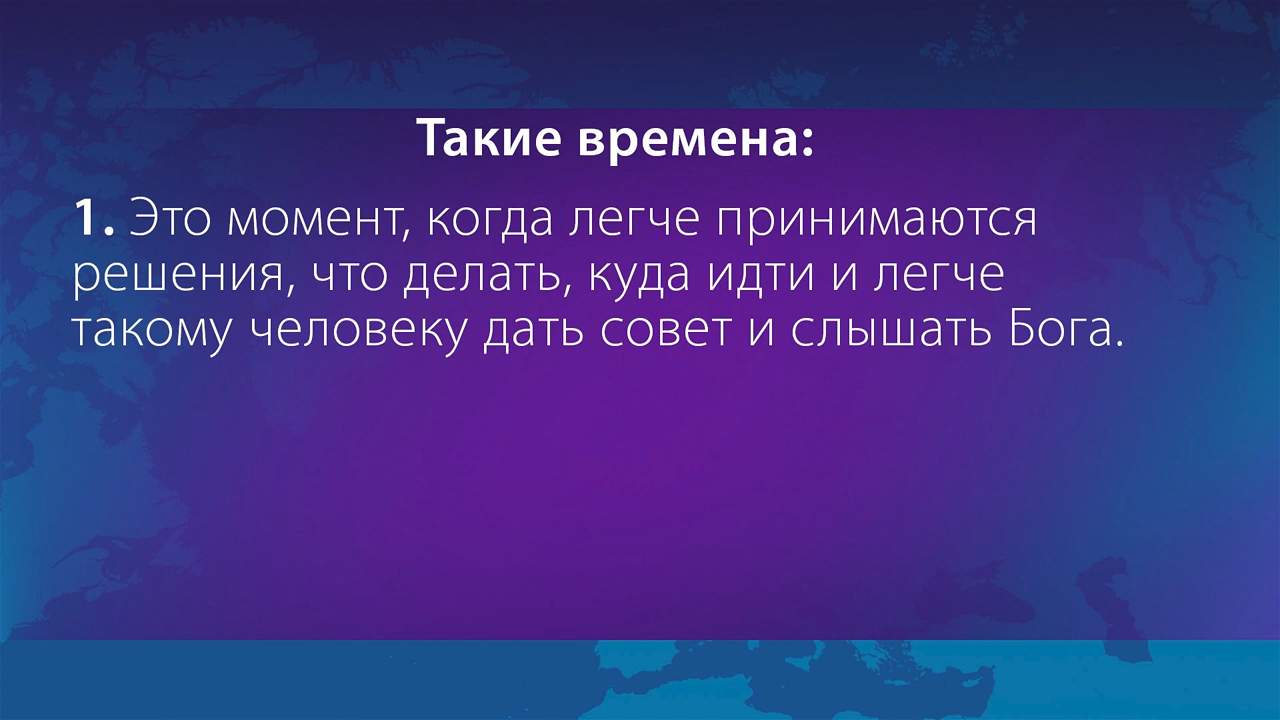 Такие времена:
1. Это момент, когда легче принимаются
решения, что делать, куда идти и легче
такому человеку дать совет и слышать Бога.